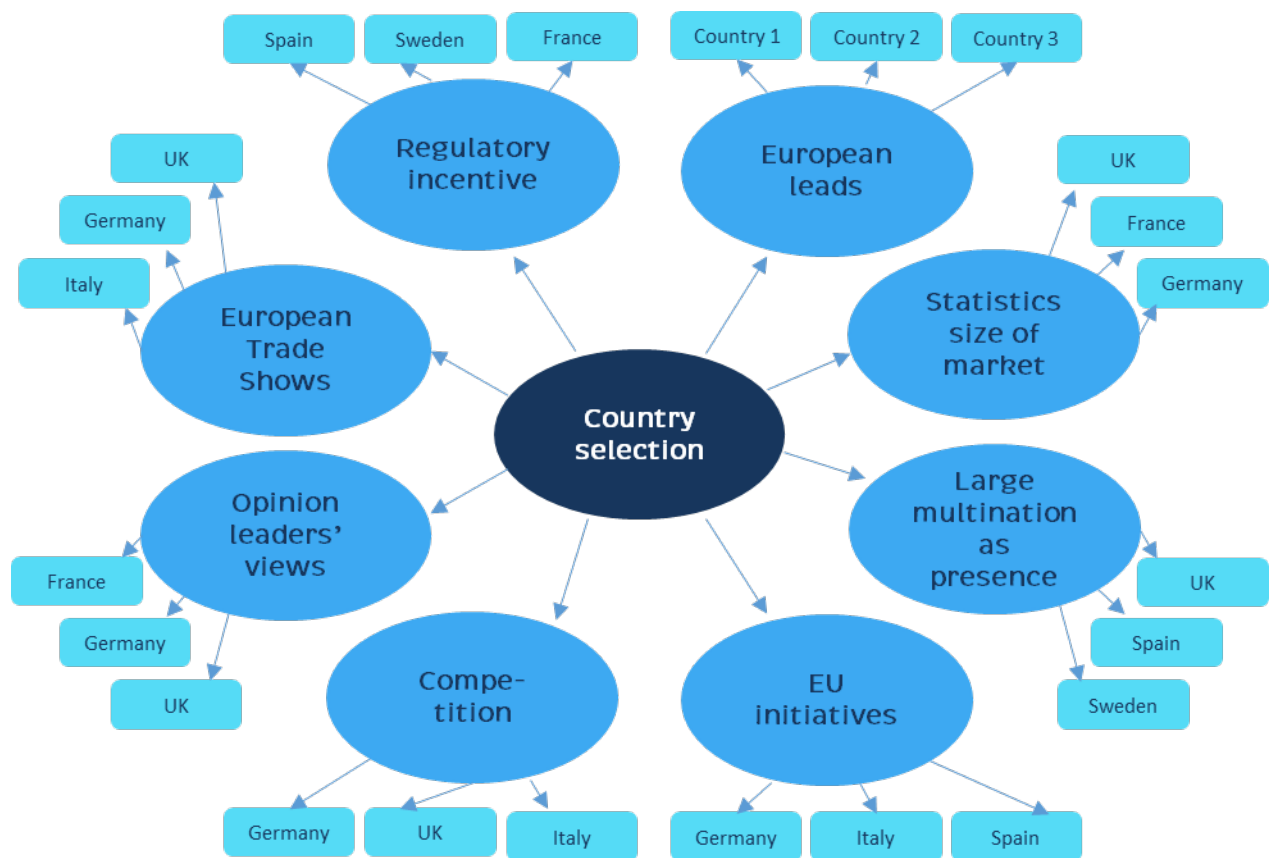 Spain
Sweden
France
Country 1
Country 2
Country 3
Regulatory
incentive
European
leads
UK
Germany
Italy
European
Trade
Shows
UK
France
Germany
Statistics
size of
market
Country
selection
Opinion
leaders’
views
France
Germany
UK
Large
multination
as
presence
UK
Spain
Sweden
Compe-
tition
EU
initiatives
Germany
UK
Italy
Germany
Italy
Spain